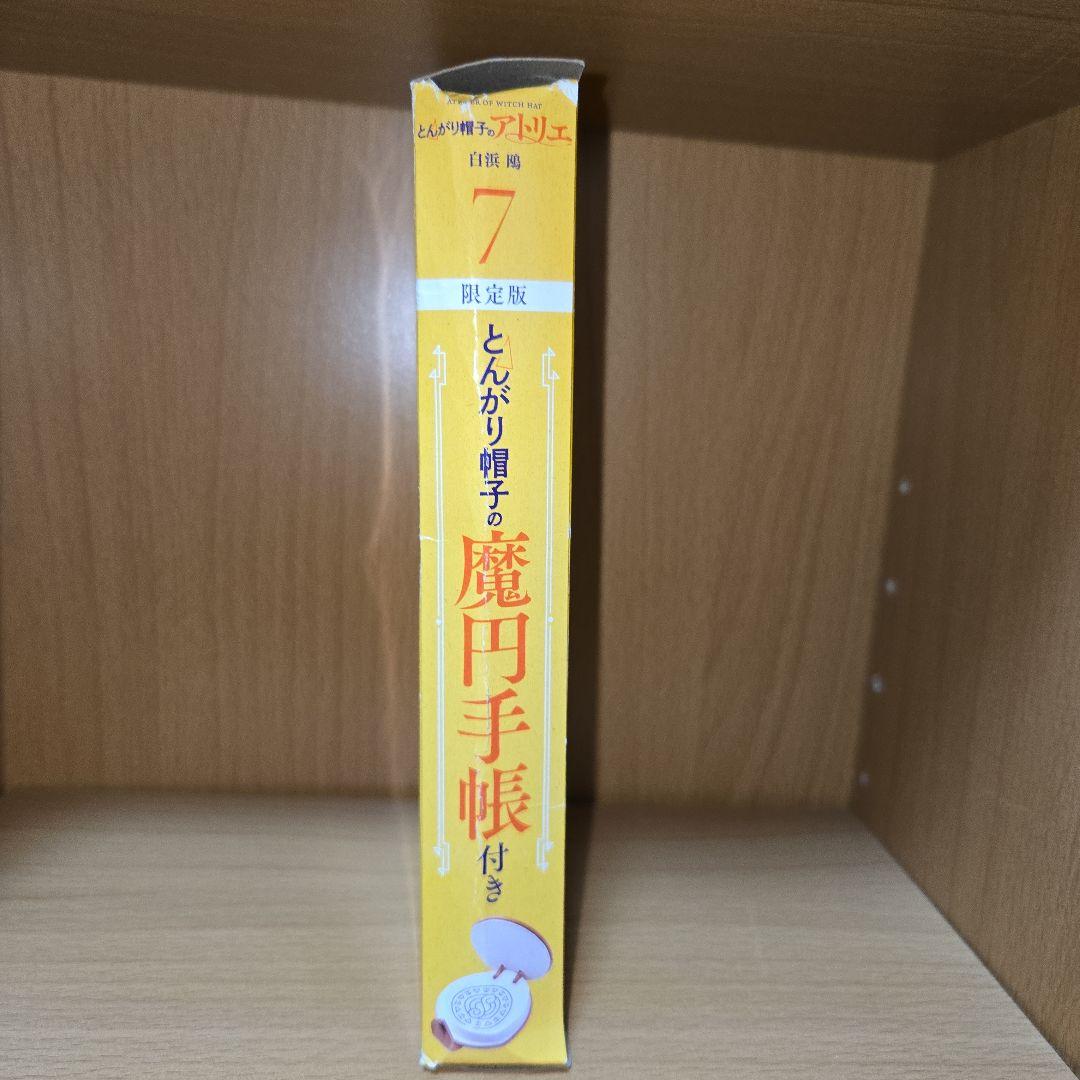 ATELIER OF WITCH HAT
とんがり帽子のアトリエ
白浜 鴎
7
限定版
とんがり帽子の
魔円手帳
付き